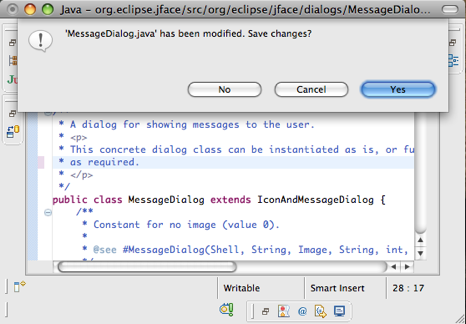 Java – org.eclipse.jface/src/org/eclipse/jface/dialogs/MessageDialo...
'MessageDialog.java' has been modified. Save changes?
No Cancel Yes
* A dialog for showing messages to the user.
* <p>
* This concrete dialog class can be instantiated as is, or fu
* as required.
* </p>
*/
public class MessageDialog extends IconAndMessageDialog {
/**
* Constant for no image (value 0).
*
* @see #MessageDialog(Shell, String, Image, String, int,
*/
Writable Smart Insert 28 : 17